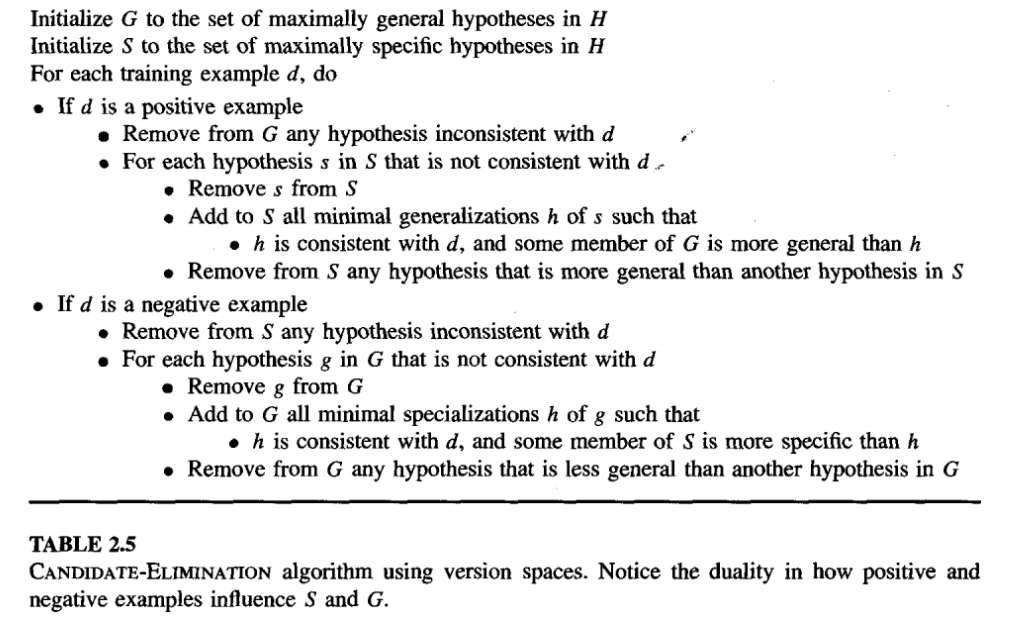 Initialize G to the set of maximally general hypotheses in H
Initialize S to the set of maximally specific hypotheses in H
For each training example d, do
• If d is a positive example
• Remove from G any hypothesis inconsistent with d
• For each hypothesis s in S that is not consistent with d
• Remove s from S
• Add to S all minimal generalizations h of s such that
• h is consistent with d, and some member of G is more general than h
• Remove from S any hypothesis that is more general than another hypothesis in S
• If d is a negative example
• Remove from S any hypothesis inconsistent with d
• For each hypothesis g in G that is not consistent with d
• Remove g from G
• Add to G all minimal specializations h of g such that
• h is consistent with d, and some member of S is more specific than h
• Remove from G any hypothesis that is less general than another hypothesis in G
TABLE 2.5
CANDIDATE-ELIMINATION algorithm using version spaces. Notice the duality in how positive and
negative examples influence S and G.